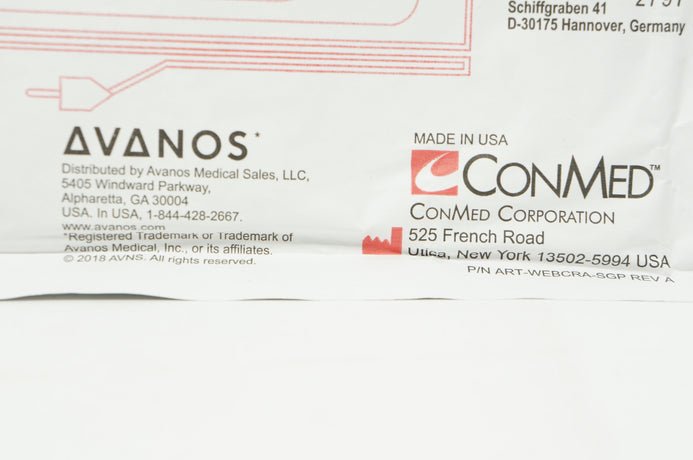 Schiffgraben 41
D-30175 Hannover, Germany
AVANOS*
Distributed by Avanos Medical Sales, LLC,
5405 Windward Parkway,
Alpharetta, GA 30004
USA. In USA, 1-844-428-2667.
www.avanos.com
*Registered Trademark or Trademark of
Avanos Medical, Inc., or its affiliates.
© 2018 AVNS. All rights reserved.
MADE IN USA
CONMED™
CONMED CORPORATION
525 French Road
Utica, New York 13502-5994 USA
P/N ART-WEBCRA-SGP REV A